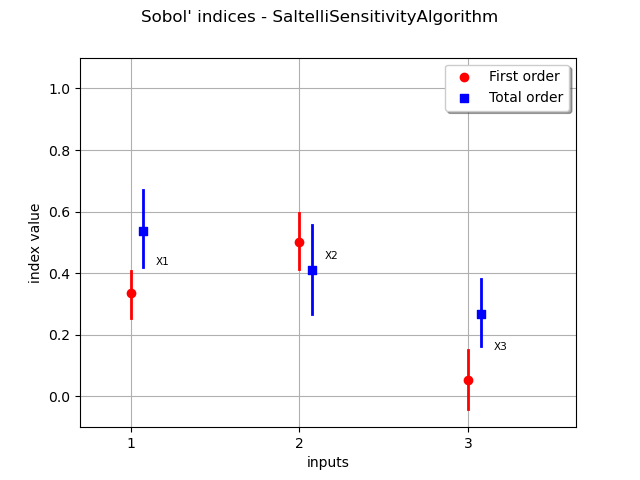 Sobol' indices - SaltelliSensitivityAlgorithm
First order
Total order
1.0
0.8
0.6
0.4
0.2
0.0
index value
X1
X2
X3
1 2 3
inputs